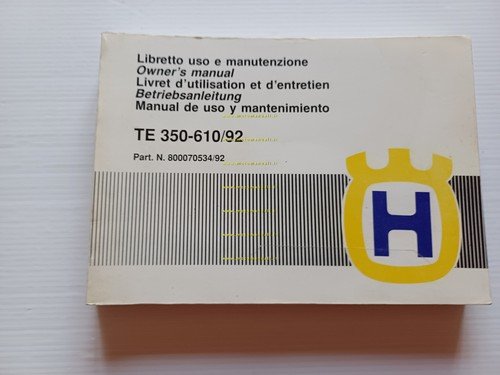 Libretto uso e manutenzione
Owner's manual
Livret d'utilisation et d'entretien
Betriebsanleitung
Manual de uso y mantenimiento
TE 350-610/92
Part. N. 800070534/92
H